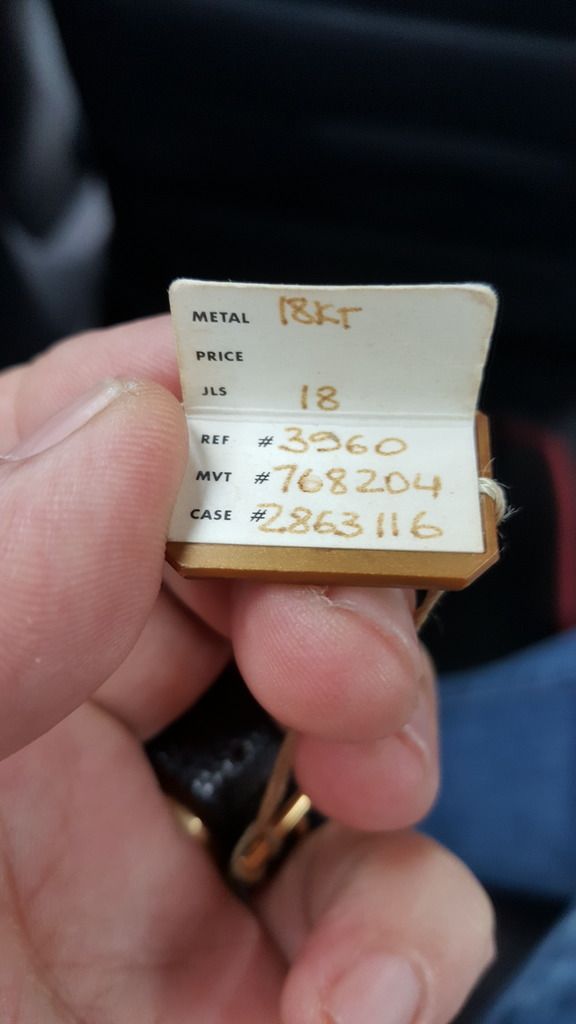 METAL 18KT
PRICE
JLS 18
REF #3960
MVT #768204
CASE #2863116